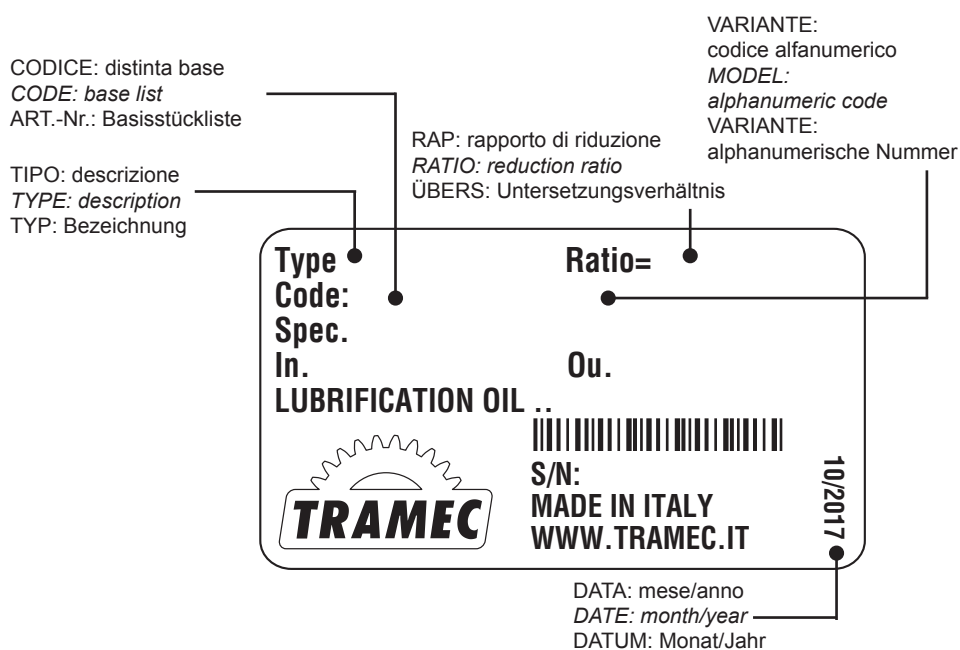 VARIANTE:
codice alfanumerico
MODEL:
alphanumeric code
VARIANTE:
alphanumerische Nummer
CODICE: distinta base
CODE: base list
ART.-Nr.: Basisstückliste
RAP: rapporto di riduzione
RATIO: reduction ratio
ÜBERS: Untersetzungsverhältnis
TIPO: descrizione
TYPE: description
TYP: Bezeichnung
Type
Ratio=
Code:
Spec.
In.
Ou.
LUBRIFICATION OIL ..
TRAMEC
S/N:
MADE IN ITALY
WWW.TRAMEC.IT
10/2017
DATA: mese/anno
DATE: month/year
DATUM: Monat/Jahr